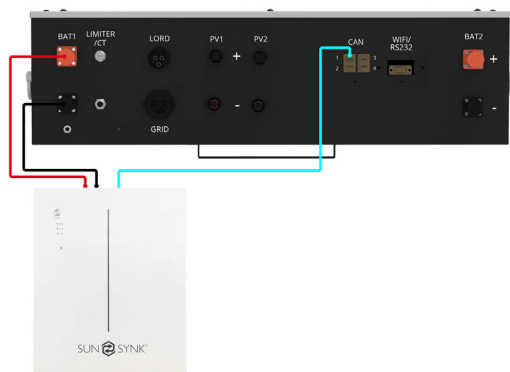 BAT1
LIMITER
/CT
LORD
PV1
+
PV2
CAN
1
3
2
4
WIFI/
RS232
BAT2
+
-
-
GRID
SUN SYNK